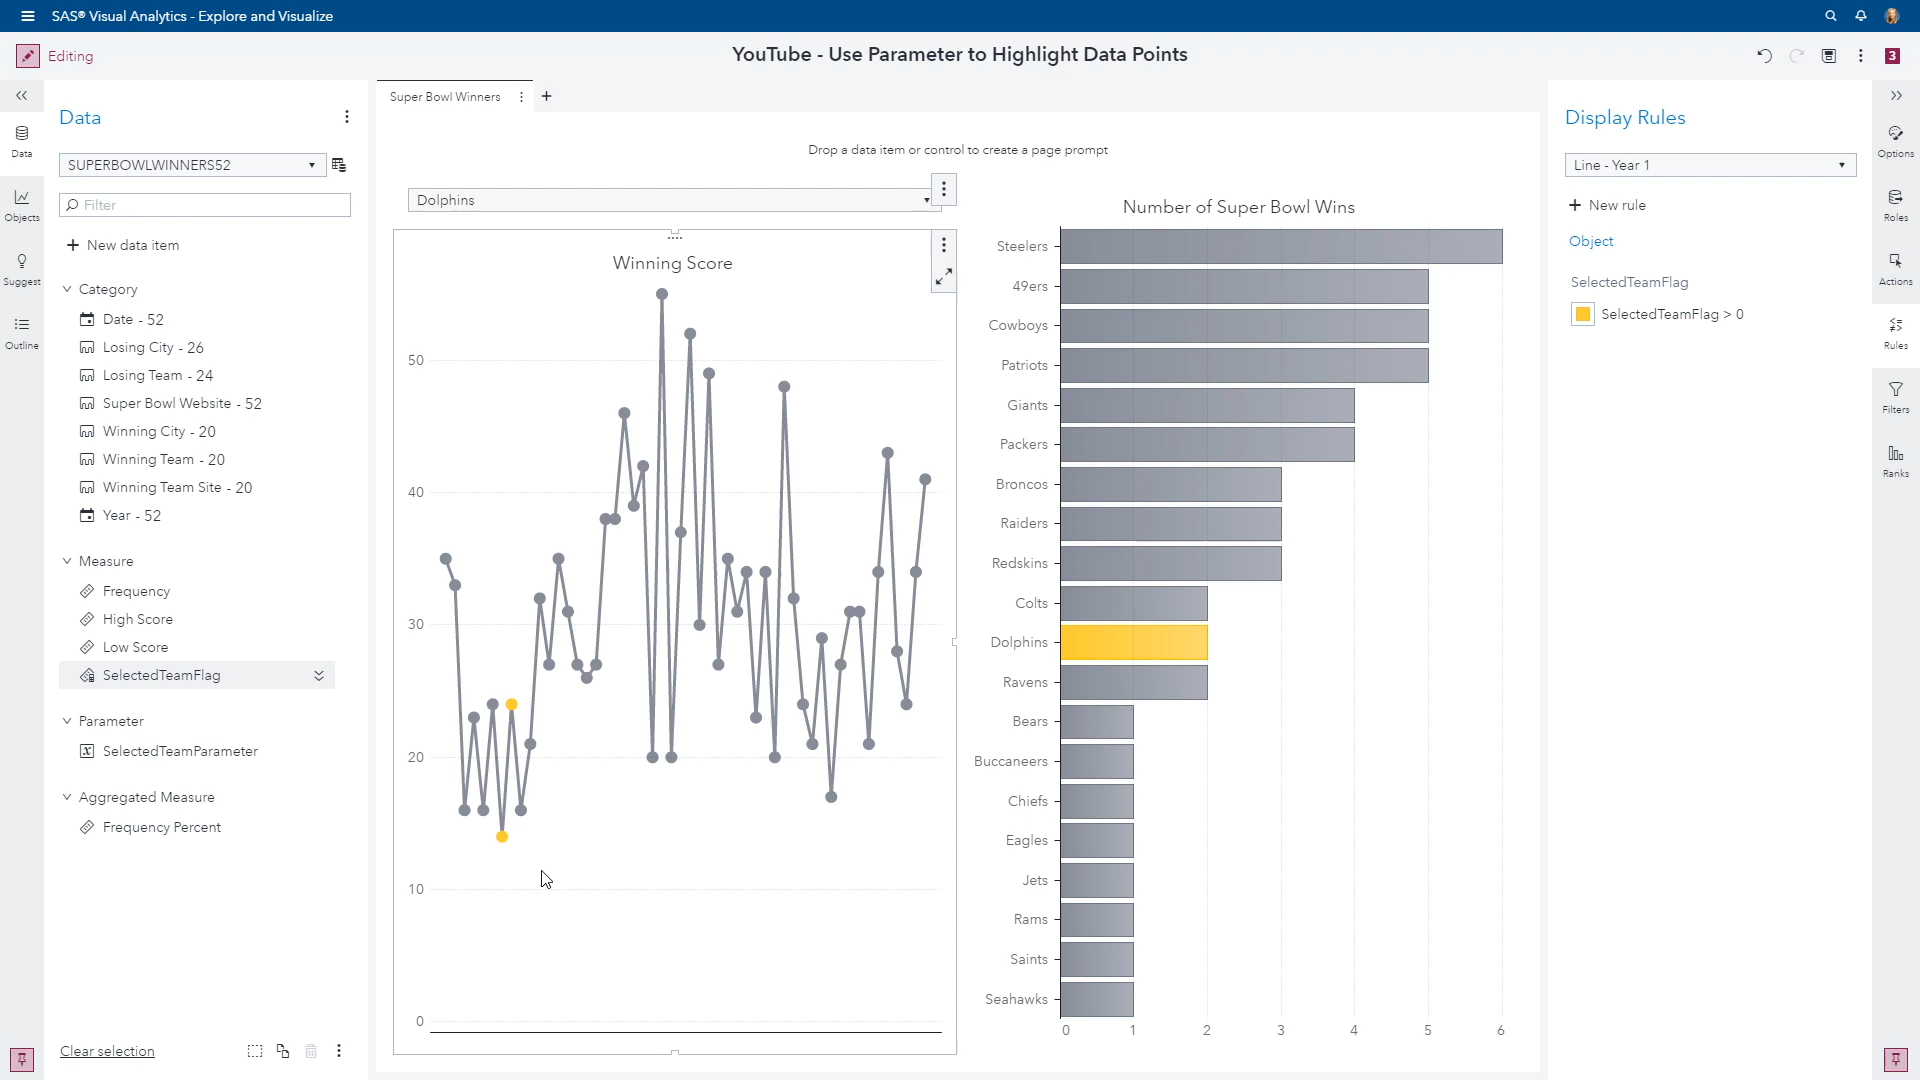 SAS® Visual Analytics - Explore and Visualize
Editing
YouTube - Use Parameter to Highlight Data Points
3
Data
Objects
Suggest
Outline
Data
SUPERBOWLWINNERS52
Filter
New data item
Category
Date - 52
Losing City - 26
Losing Team - 24
Super Bowl Website - 52
Winning City - 20
Winning Team - 20
Winning Team Site - 20
Year - 52
Measure
Frequency
High Score
Low Score
SelectedTeamFlag
Parameter
SelectedTeamParameter
Aggregated Measure
Frequency Percent
Clear selection
Super Bowl Winners
Drop a data item or control to create a page prompt
Dolphins
Winning Score
50
40
30
20
10
0
Number of Super Bowl Wins
Steelers
49ers
Cowboys
Patriots
Giants
Packers
Broncos
Raiders
Redskins
Colts
Dolphins
Ravens
Bears
Buccaneers
Chiefs
Eagles
Jets
Rams
Saints
Seahawks
0 1 2 3 4 5 6
Display Rules
Line - Year 1
New rule
Object
SelectedTeamFlag
SelectedTeamFlag > 0
Options
Roles
Actions
Rules
Filters
Ranks